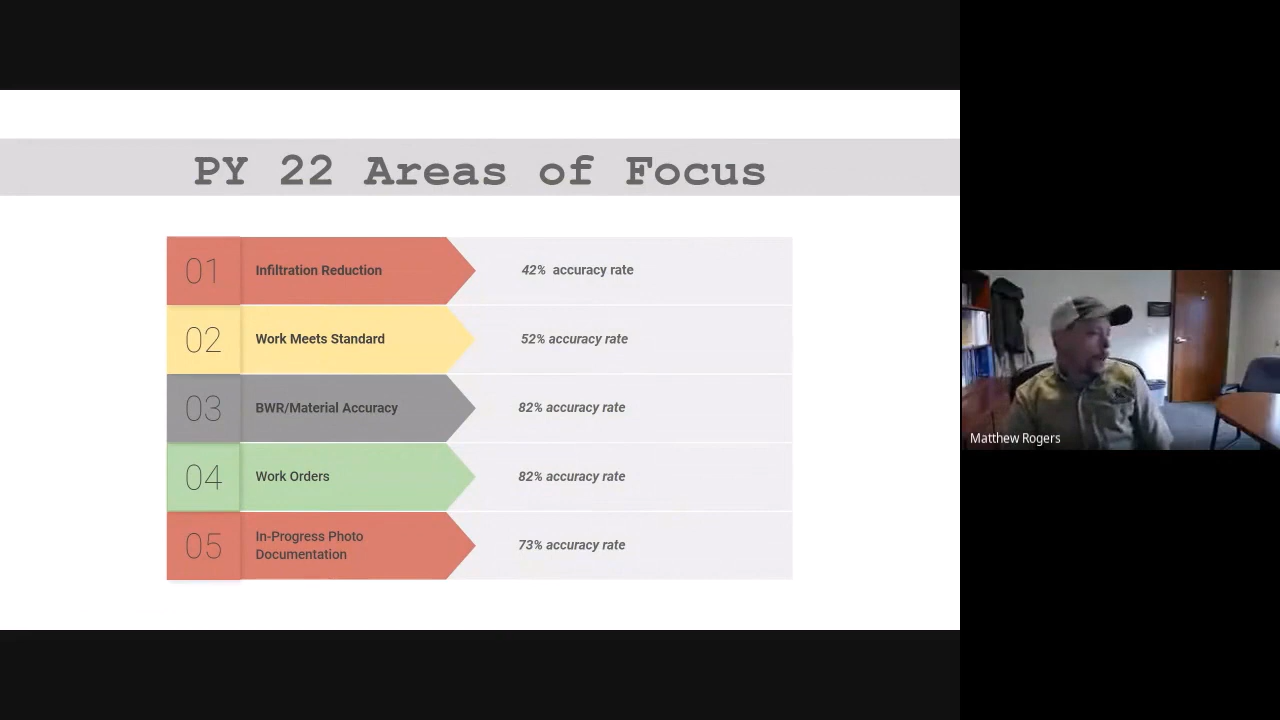 PY 22 Areas of Focus
01 Infiltration Reduction 42% accuracy rate
02 Work Meets Standard 52% accuracy rate
03 BWR/Material Accuracy 82% accuracy rate
04 Work Orders 82% accuracy rate
05 In-Progress Photo
Documentation 73% accuracy rate
Matthew Rogers